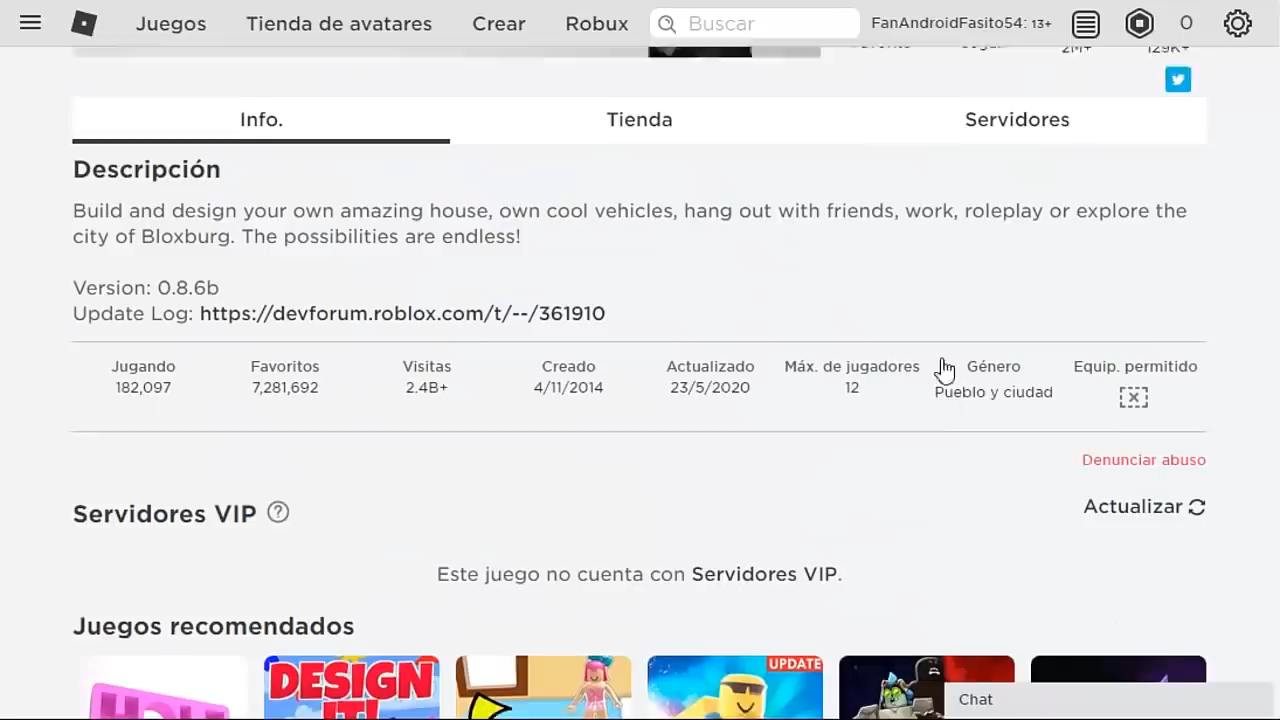 Juegos Tienda de avatares Crear Robux Buscar FanAndroidFasito54: 13+ 0
2M+ 129K+
Info. Tienda Servidores
Descripción
Build and design your own amazing house, own cool vehicles, hang out with friends, work, roleplay or explore the
city of Bloxburg. The possibilities are endless!
Version: 0.8.6b
Update Log: https://devforum.roblox.com/t/--/361910
Jugando Favoritos Visitas Creado Actualizado Máx. de jugadores Género Equip. permitido
182,097 7,281,692 2.4B+ 4/11/2014 23/5/2020 12 Pueblo y ciudad
Denunciar abuso
Servidores VIP ?
Actualizar
Este juego no cuenta con Servidores VIP.
Juegos recomendados
DESIGN
IT!
UPDATE
Chat